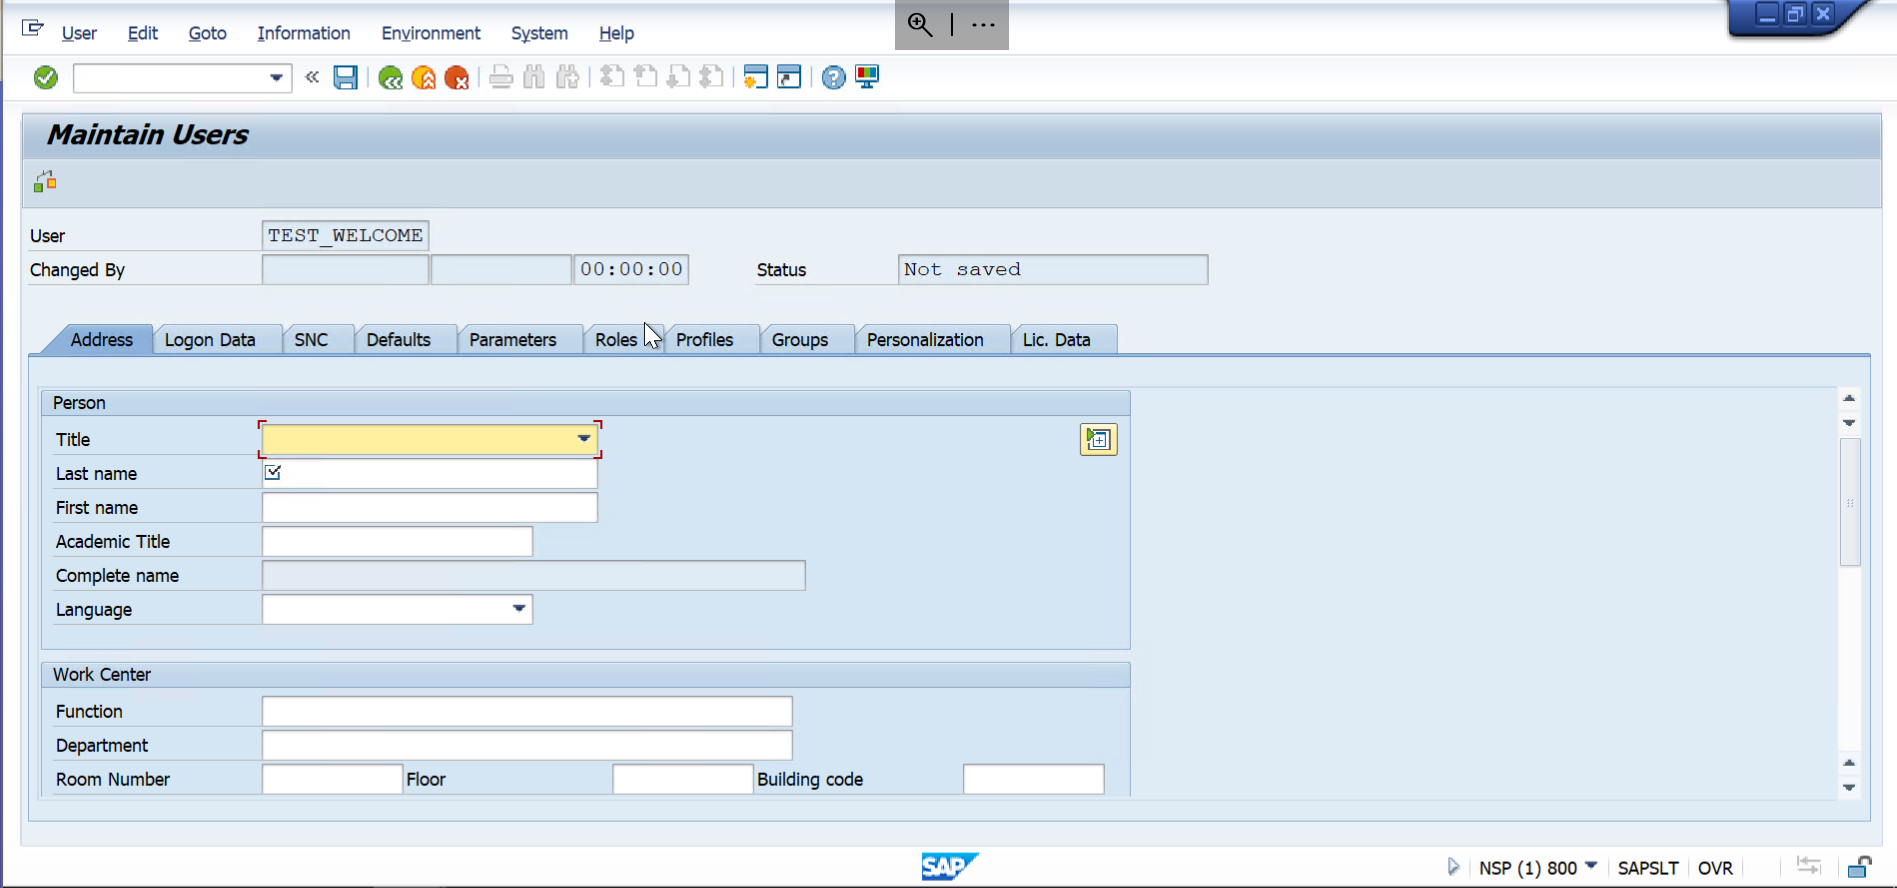 User Edit Goto Information Environment System Help
Maintain Users
User TEST_WELCOME
Changed By 00:00:00 Status Not saved
Address Logon Data SNC Defaults Parameters Roles Profiles Groups Personalization Lic. Data
Person
Title
Last name
First name
Academic Title
Complete name
Language
Work Center
Function
Department
Room Number Floor Building code
SAP NSP (1) 800 SAPSLT OVR